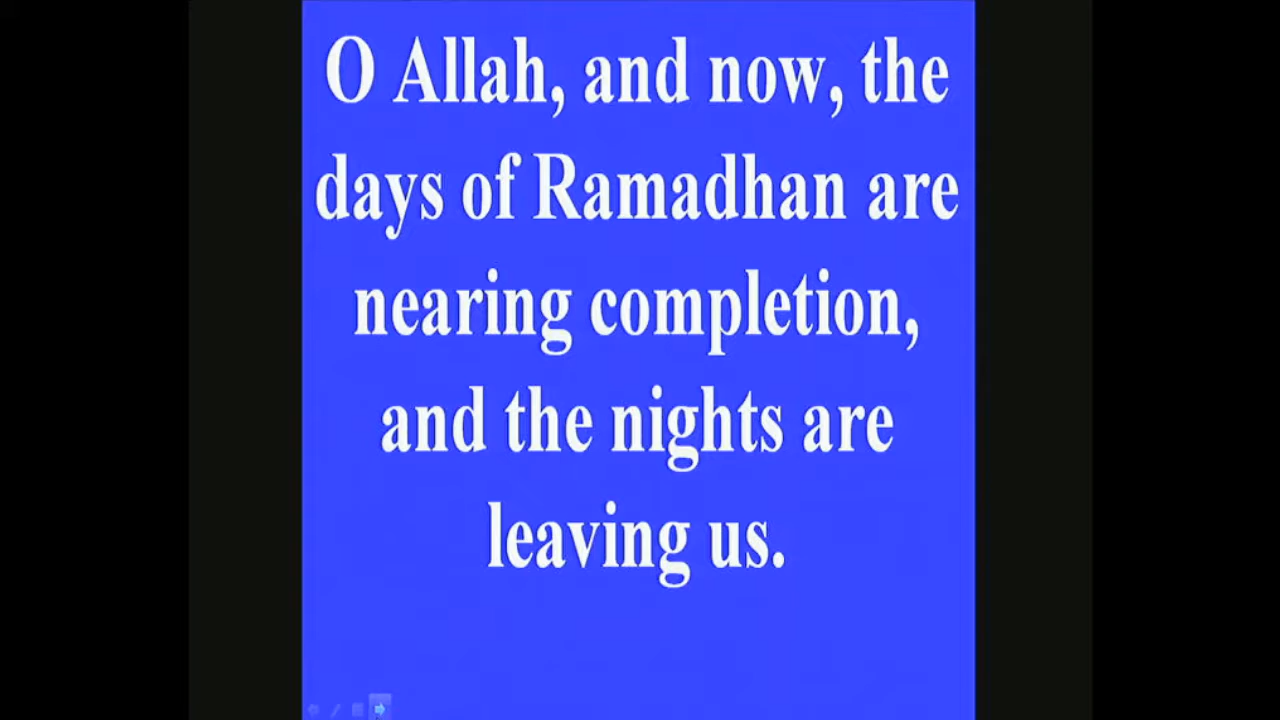 O Allah, and now, the
days of Ramadhan are
nearing completion,
and the nights are
leaving us.